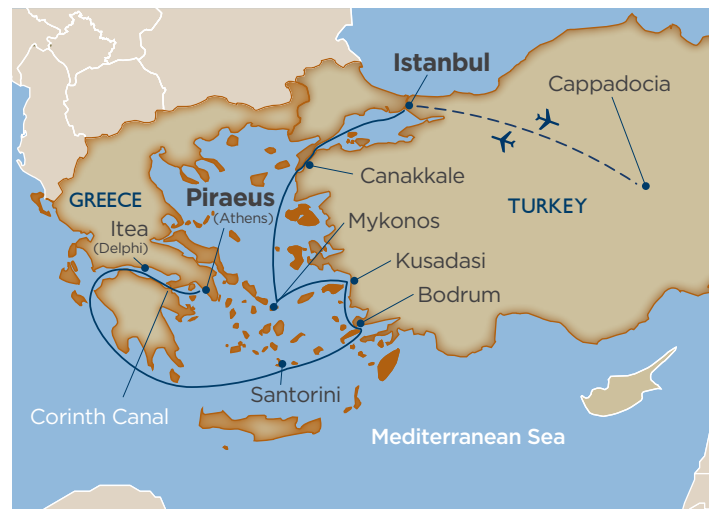 Istanbul
Cappadocia
Canakkale
GREECE
Piraeus
(Athens)
TURKEY
Itea
(Delphi)
Mykonos
Kusadasi
Bodrum
Santorini
Corinth Canal
Mediterranean Sea